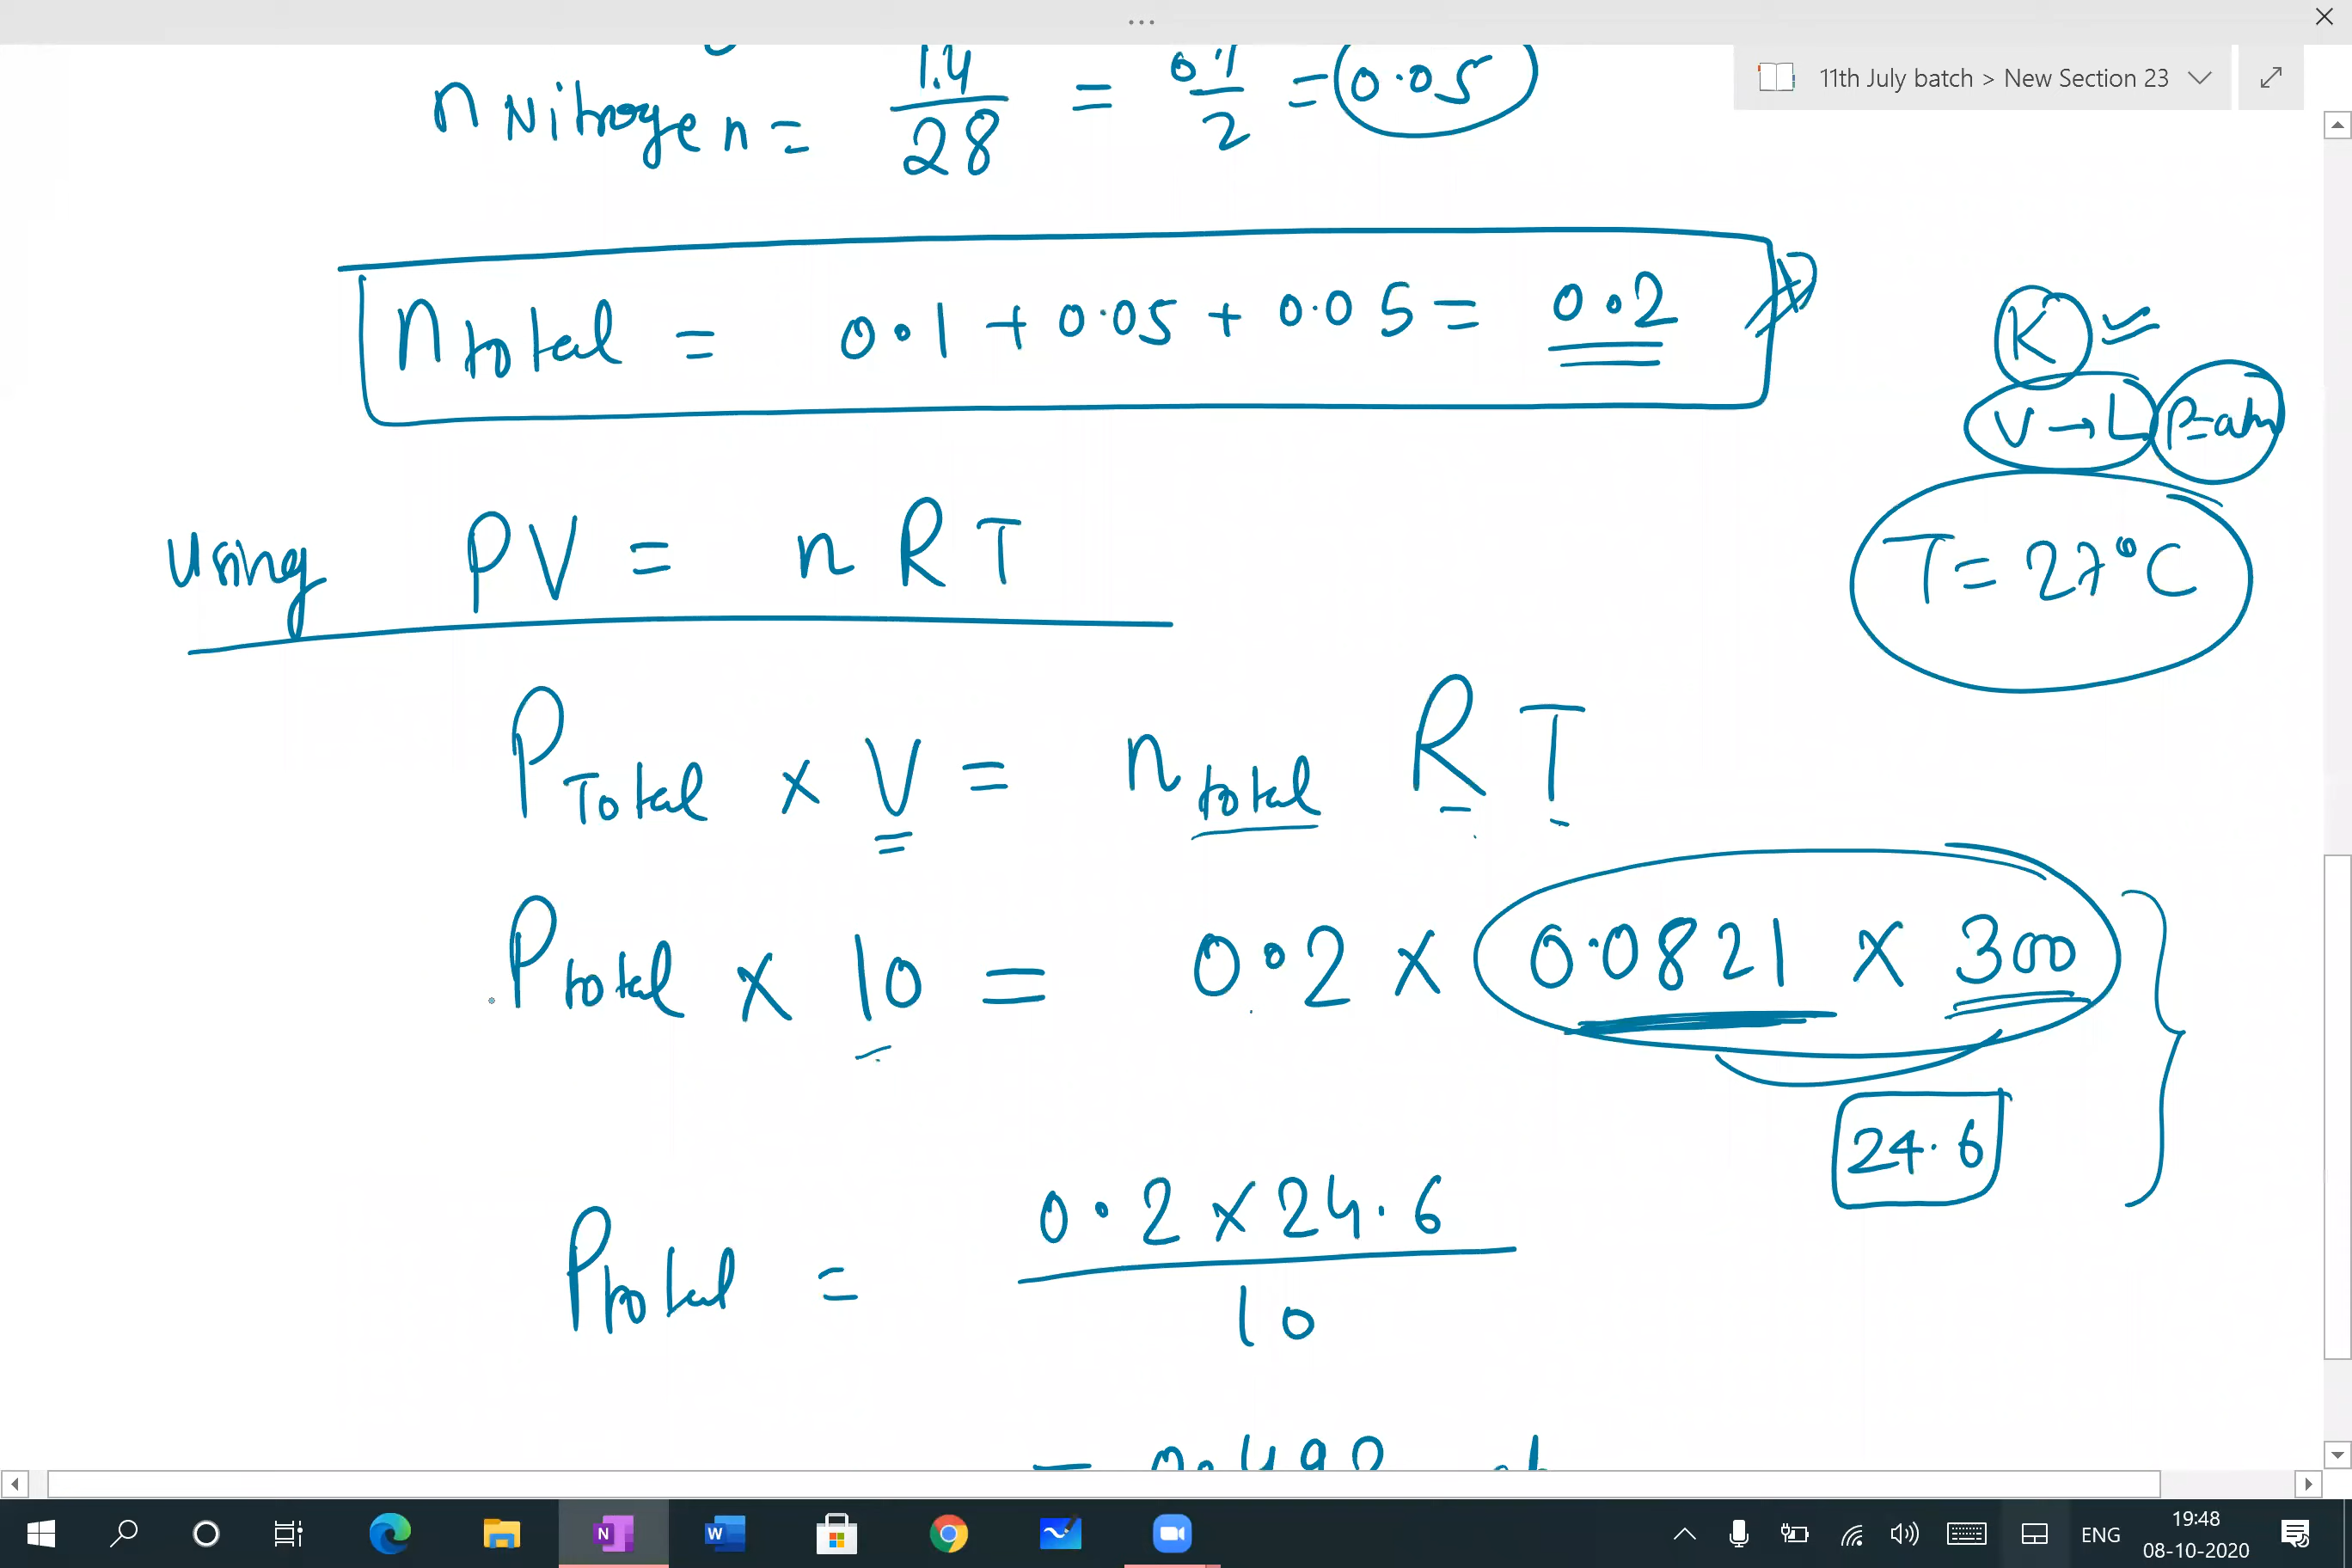 11th July batch > New Section 23
n Nitrogen = 1.4/28 = 0.1/2 = 0.05
n total = 0.1 + 0.05 + 0.05 = 0.2
K
V → L P=atm
T = 27°C
Using PV = nRT
P Total × V = n total R T
P total × 10 = 0.2 × 0.0821 × 300
24.6
P total = 0.2 × 24.6 / 10
ENG
19:48
08-10-2020